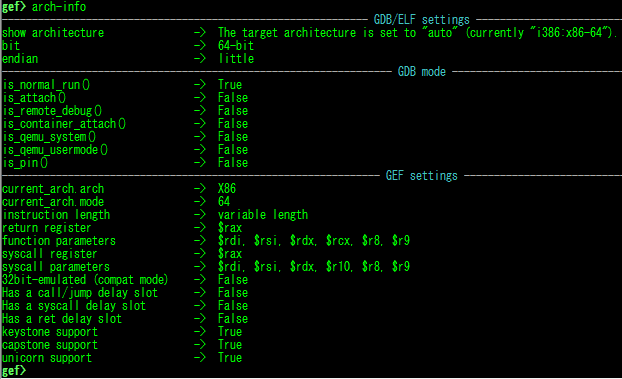 gef> arch-info
GDB/ELF settings
show architecture -> The target architecture is set to "auto" (currently "i386:x86-64").
bit -> 64-bit
endian -> little
GDB mode
is_normal_run() -> True
is_attach() -> False
is_remote_debug() -> False
is_container_attach() -> False
is_qemu_system() -> False
is_qemu_usermode() -> False
is_pin() -> False
GEF settings
current_arch.arch -> X86
current_arch.mode -> 64
instruction length -> variable length
return register -> $rax
function parameters -> $rdi, $rsi, $rdx, $rcx, $r8, $r9
syscall register -> $rax
syscall parameters -> $rdi, $rsi, $rdx, $r10, $r8, $r9
32bit-emulated (compat mode) -> False
Has a call/jump delay slot -> False
Has a syscall delay slot -> False
Has a ret delay slot -> False
keystone support -> True
capstone support -> True
unicorn support -> True
gef>